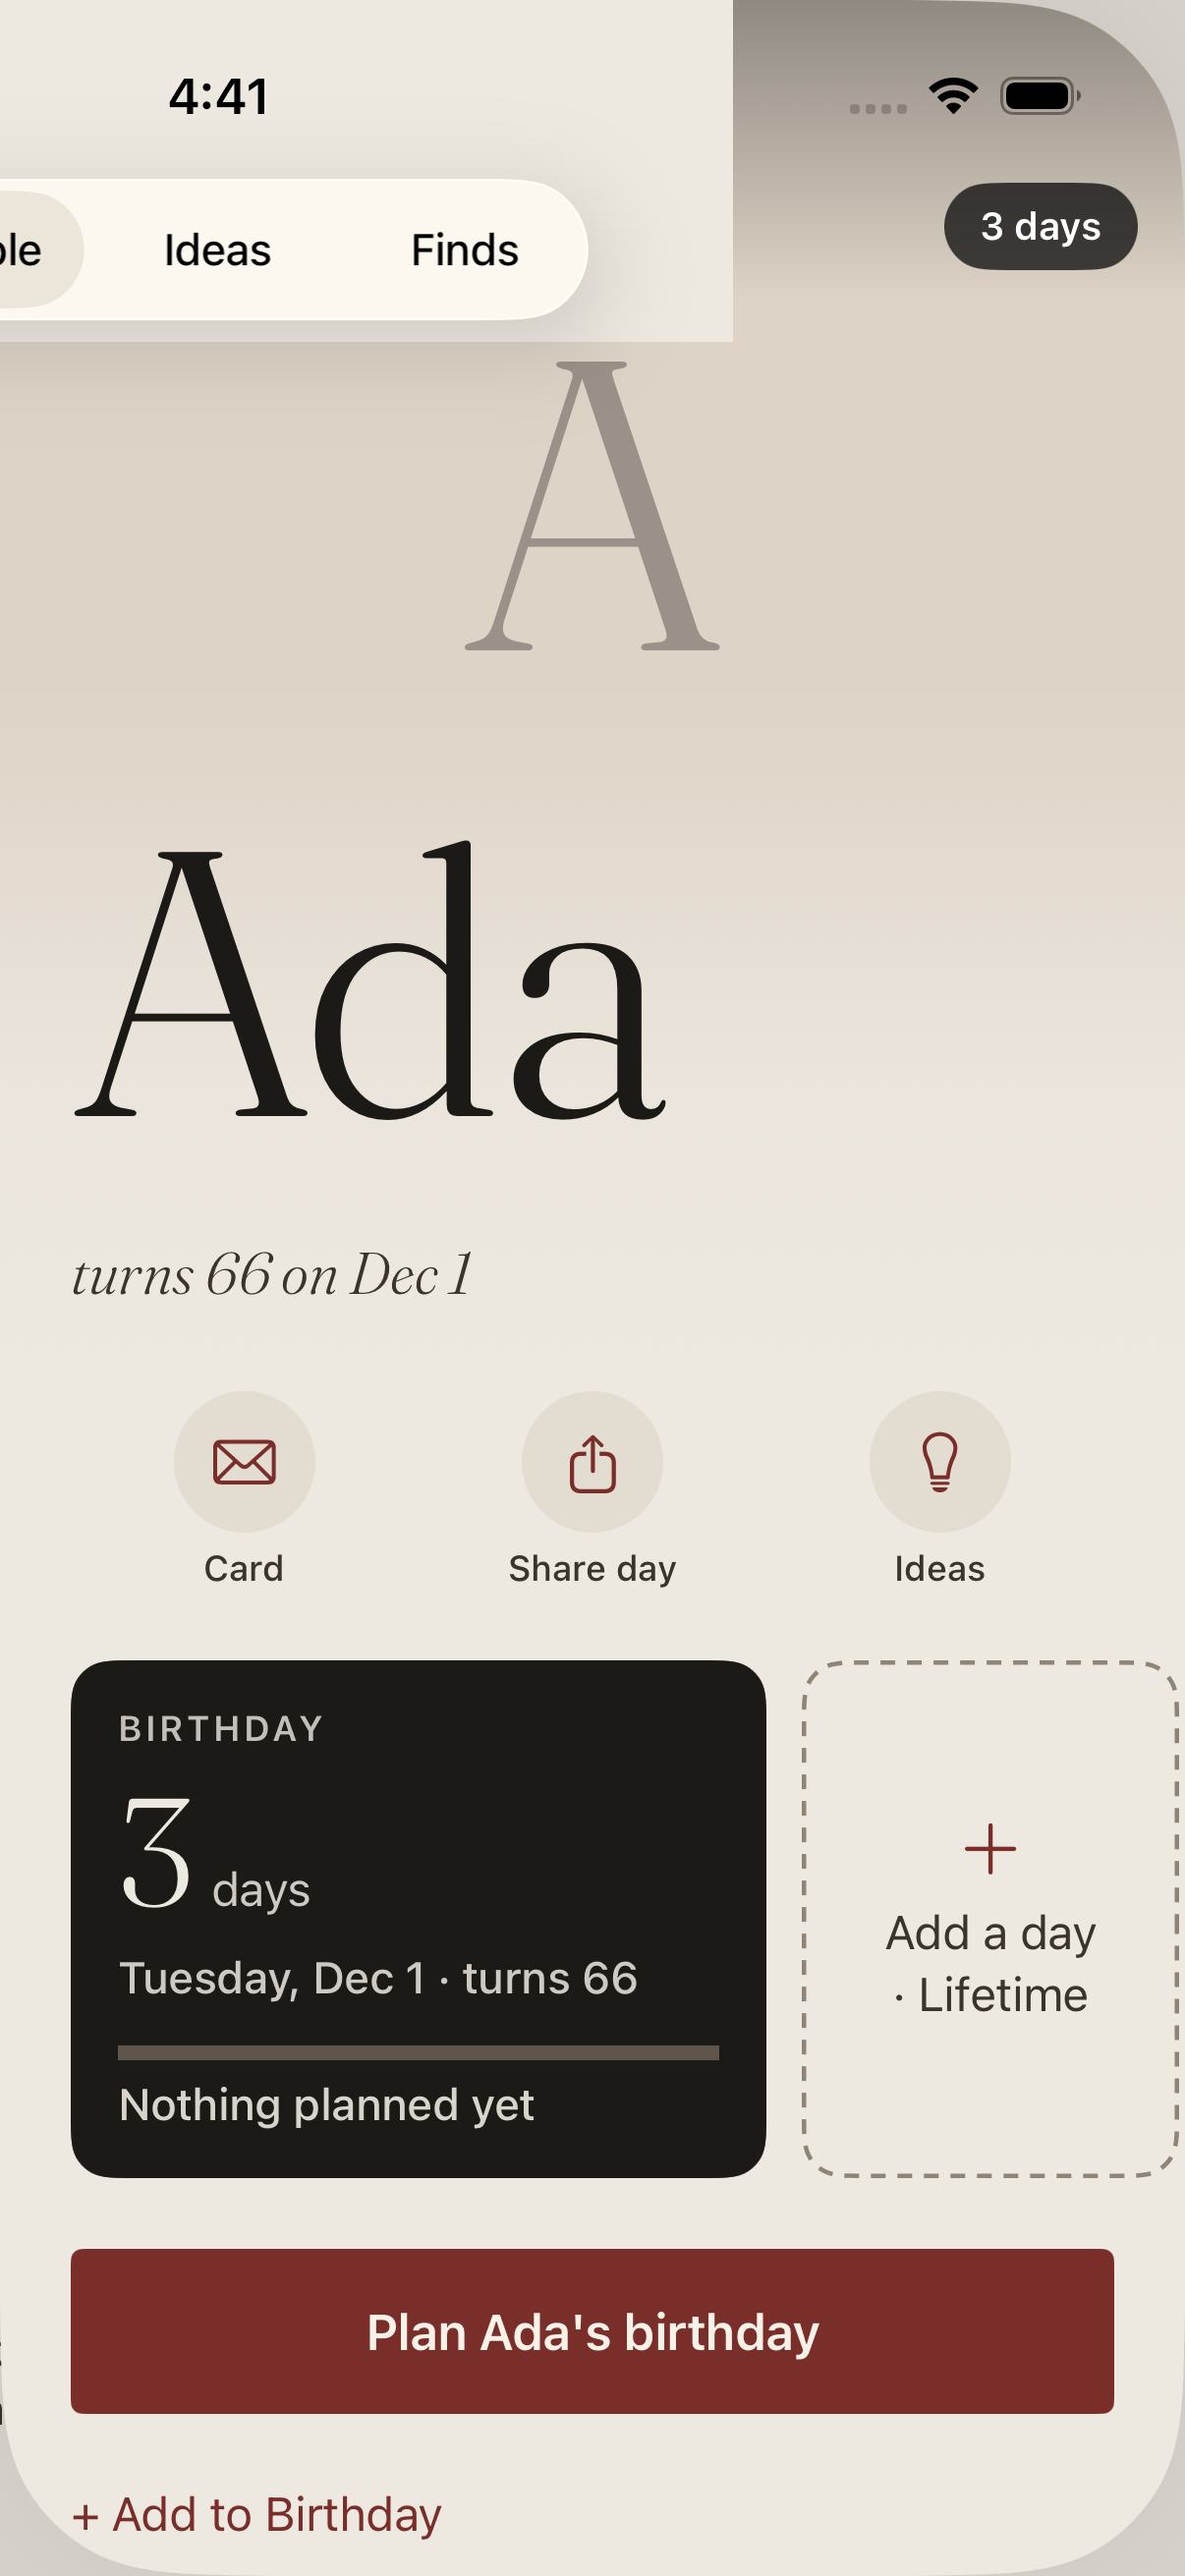 4:41
Ideas
Finds
3 days
A
Ada
turns 66 on Dec 1
Card
Share day
Ideas
BIRTHDAY
3 days
Tuesday, Dec 1 · turns 66
Nothing planned yet
Add a day
· Lifetime
Plan Ada's birthday
+ Add to Birthday